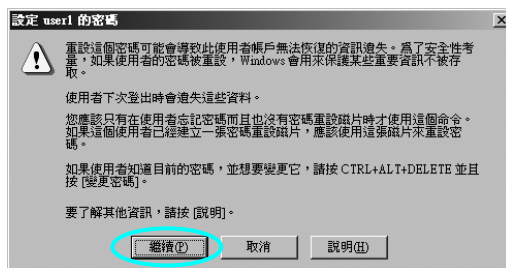 設定 user1 的密碼
重設這個密碼可能會導致此使用者帳戶無法恢復的資訊遺失。為了安全性考
量，如果使用者的密碼被重設，Windows 會用來保護某些重要資訊不被存
取。
使用者下次登出時會遺失這些資料。
您應該只有在使用者忘記密碼而且也沒有密碼重設磁片時才使用這個命令。
如果這個使用者已經建立一張密碼重設磁片，應該使用這張磁片來重設密
碼。
如果使用者知道目前的密碼，並想要變更它，請按 CTRL+ALT+DELETE 並且
按 [變更密碼]。
要了解其他資訊，請按 [說明]。
繼續(P)
取消
說明(H)